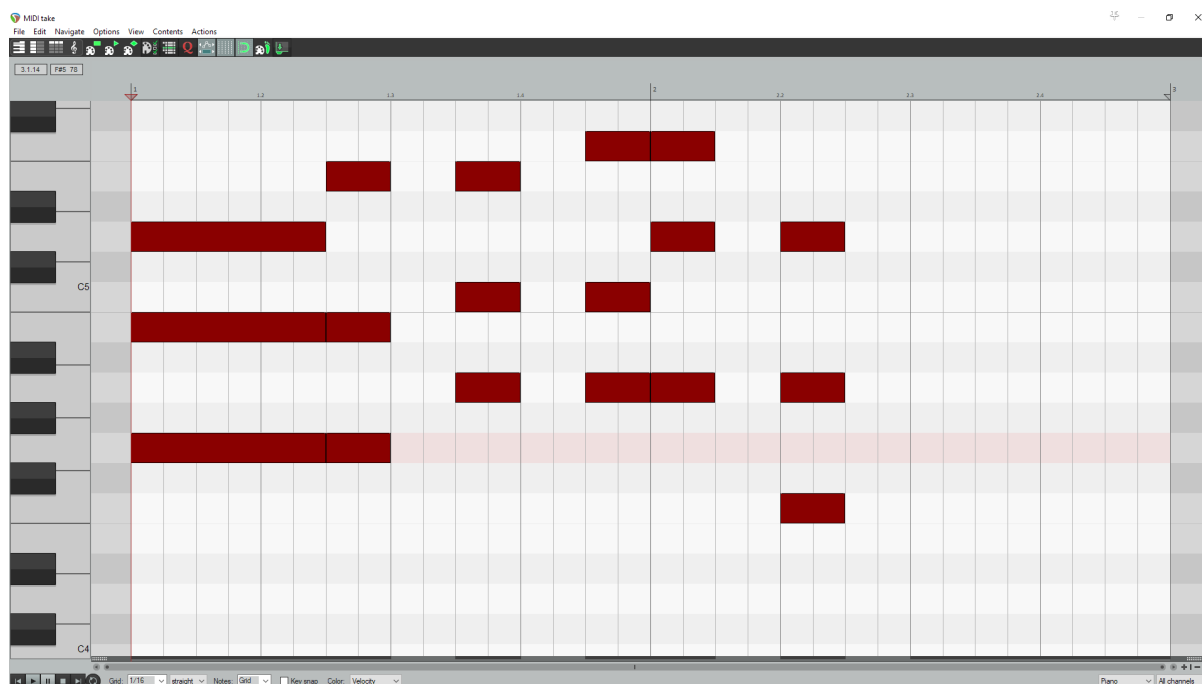 MIDI take
File Edit Navigate Options View Contents Actions
3.1.14 F#5 78
1 1.2 1.3 1.4 2 2.2 2.3 2.4 3
C5
C4
Grid: 1/16 straight Notes: Grid Key snap Color: Velocity Piano All channels